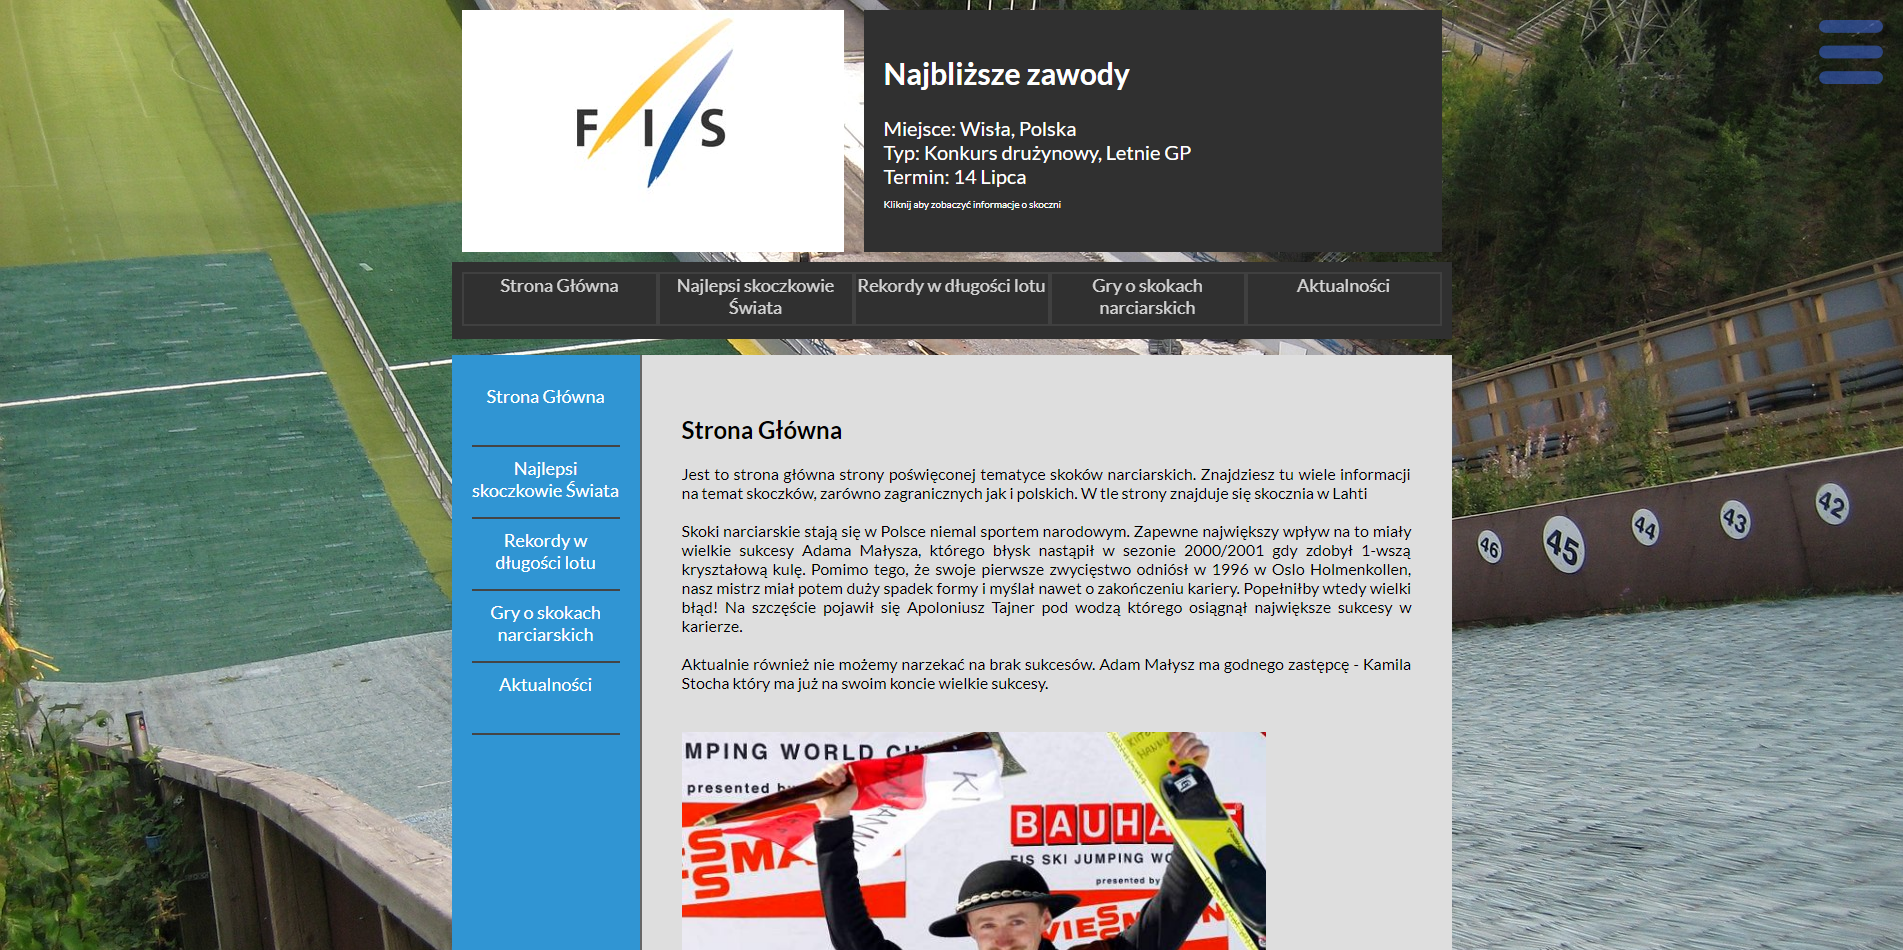 FIS
Najbliższe zawody
Miejsce: Wisła, Polska
Typ: Konkurs drużynowy, Letnie GP
Termin: 14 Lipca
Kliknij aby zobaczyć informacje o skoczni
Strona Główna
Najlepsi skoczkowie
Świata
Rekordy w długości lotu
Gry o skokach
narciarskich
Aktualności
Strona Główna
Najlepsi
skoczkowie Świata
Rekordy w
długości lotu
Gry o skokach
narciarskich
Aktualności
Strona Główna
Jest to strona główna strony poświęconej tematyce skoków narciarskich. Znajdziesz tu wiele informacji
na temat skoczków, zarówno zagranicznych jak i polskich. W tle strony znajduje się skocznia w Lahti
Skoki narciarskie stają się w Polsce niemal sportem narodowym. Zapewne największy wpływ na to miały
wielkie sukcesy Adama Małysza, którego błysk nastąpił w sezonie 2000/2001 gdy zdobył 1-wszą
kryształową kulę. Pomimo tego, że swoje pierwsze zwycięstwo odniósł w 1996 w Oslo Holmenkollen,
nasz mistrz miał potem duży spadek formy i myślał nawet o zakończeniu kariery. Popełniłby wtedy wielki
błąd! Na szczęście pojawił się Apoloniusz Tajner pod wodzą którego osiągnął największe sukcesy w
karierze.
Aktualnie również nie możemy narzekać na brak sukcesów. Adam Małysz ma godnego zastępcę - Kamila
Stocha który ma już na swoim koncie wielkie sukcesy.
MPING WORLD CU
presented b
KI
BAUHA
FIS SKI JUMPING WO
presented by
VIESMANN
46
45
44
43
42